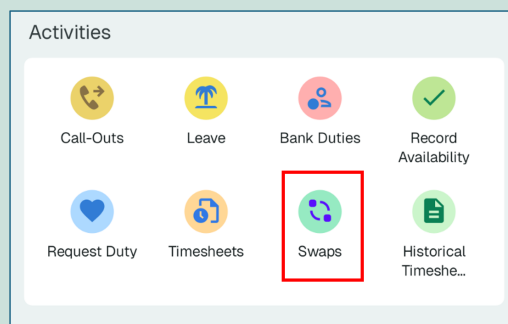 Activities
Call-Outs
Leave
Bank Duties
Record
Availability
Request Duty
Timesheets
Swaps
Historical
Timeshe...